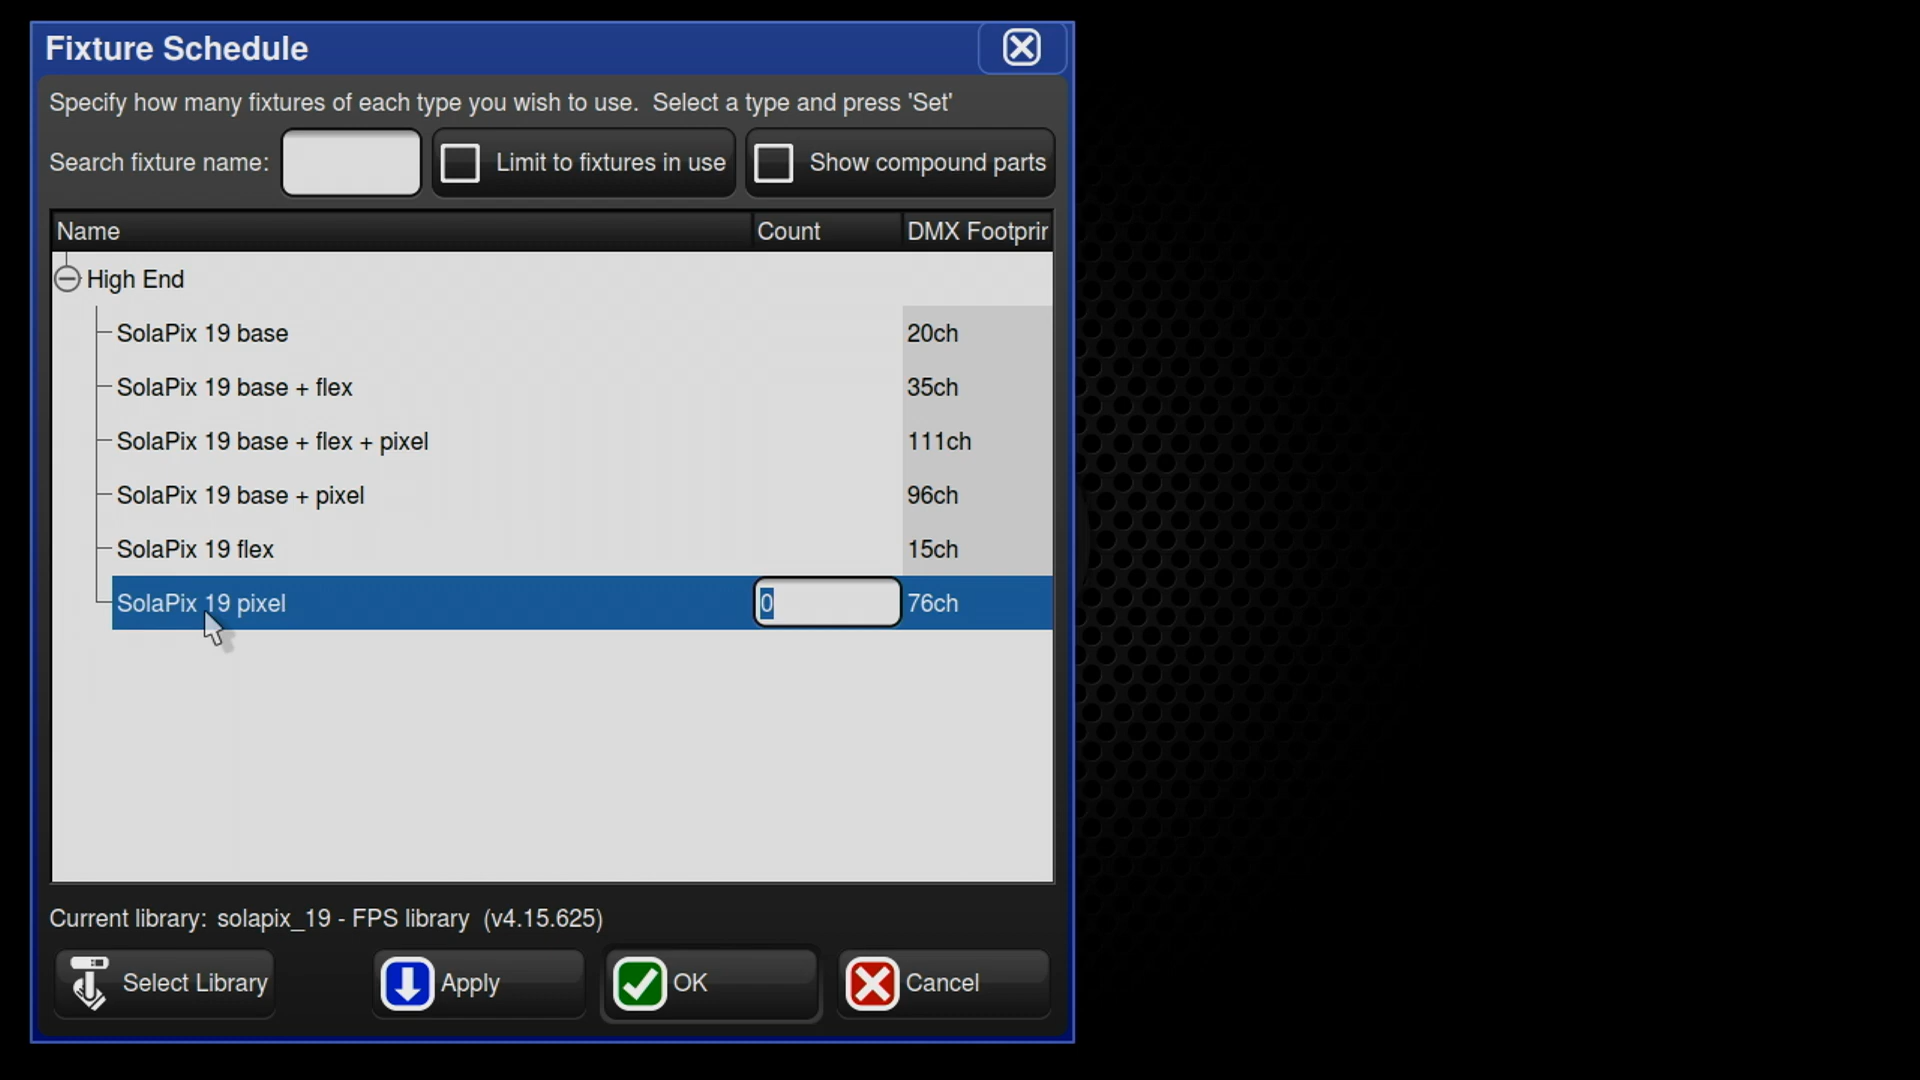 Fixture Schedule
Specify how many fixtures of each type you wish to use.  Select a type and press 'Set'
Search fixture name:
Limit to fixtures in use
Show compound parts
Name Count DMX Footprir
High End
SolaPix 19 base 20ch
SolaPix 19 base + flex 35ch
SolaPix 19 base + flex + pixel 111ch
SolaPix 19 base + pixel 96ch
SolaPix 19 flex 15ch
SolaPix 19 pixel 0 76ch
Current library:  solapix_19 - FPS library  (v4.15.625)
Select Library Apply OK Cancel